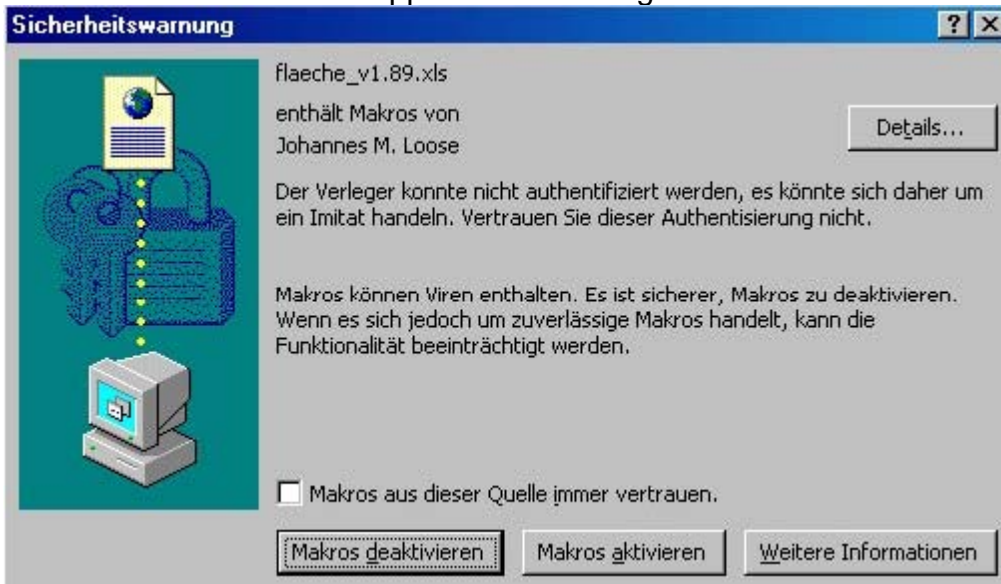 Sicherheitswarnung
flaeche_v1.89.xls
enthält Makros von
Johannes M. Loose
Details...
Der Verleger konnte nicht authentifiziert werden, es könnte sich daher um
ein Imitat handeln. Vertrauen Sie dieser Authentisierung nicht.
Makros können Viren enthalten. Es ist sicherer, Makros zu deaktivieren.
Wenn es sich jedoch um zuverlässige Makros handelt, kann die
Funktionalität beeinträchtigt werden.
Makros aus dieser Quelle immer vertrauen.
Makros deaktivieren
Makros aktivieren
Weitere Informationen